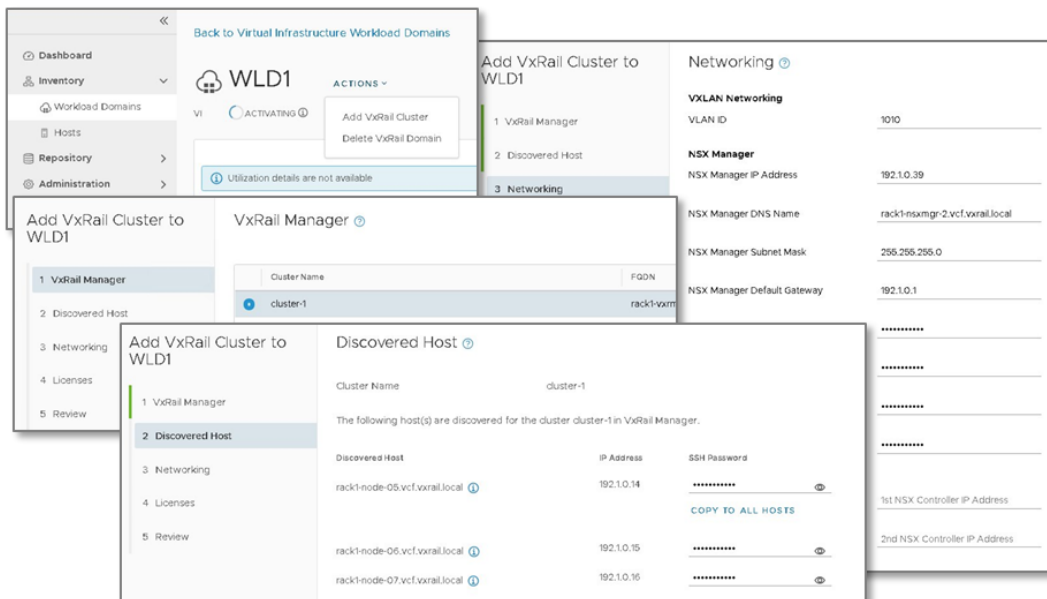 «
Dashboard
Inventory
Workload Domains
Hosts
Repository
Administration
Back to Virtual Infrastructure Workload Domains
WLD1
ACTIONS
VI
ACTIVATING
Add VxRail Cluster
Delete VxRail Domain
Utilization details are not available
Add VxRail Cluster to
WLD1
1 VxRail Manager
2 Discovered Host
3 Networking
Networking
VXLAN Networking
VLAN ID 1010
NSX Manager
NSX Manager IP Address 192.1.0.39
NSX Manager DNS Name rack1-nsxmgr-2.vcf.vxrail.local
NSX Manager Subnet Mask 255.255.255.0
NSX Manager Default Gateway 192.1.0.1
•••••••••••
•••••••••••
•••••••••••
•••••••••••
1st NSX Controller IP Address
2nd NSX Controller IP Address
Add VxRail Cluster to
WLD1
1 VxRail Manager
2 Discovered Host
3 Networking
4 Licenses
5 Review
VxRail Manager
Cluster Name FQDN
cluster-1
Add VxRail Cluster to
WLD1
1 VxRail Manager
2 Discovered Host
3 Networking
4 Licenses
5 Review
Discovered Host
Cluster Name cluster-1
The following host(s) are discovered for the cluster cluster-1 in VxRail Manager.
Discovered Host IP Address SSH Password
rack1-node-05.vcf.vxrail.local 192.1.0.14 •••••••••••
COPY TO ALL HOSTS
rack1-node-06.vcf.vxrail.local 192.1.0.15 •••••••••••
rack1-node-07.vcf.vxrail.local 192.1.0.16 •••••••••••